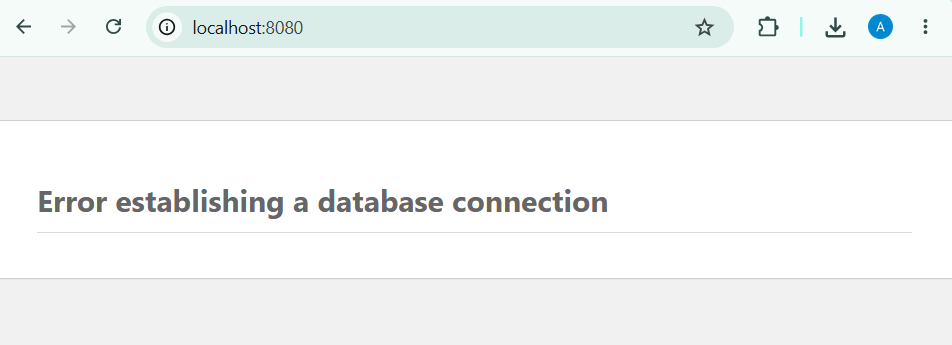 localhost:8080
A
Error establishing a database connection